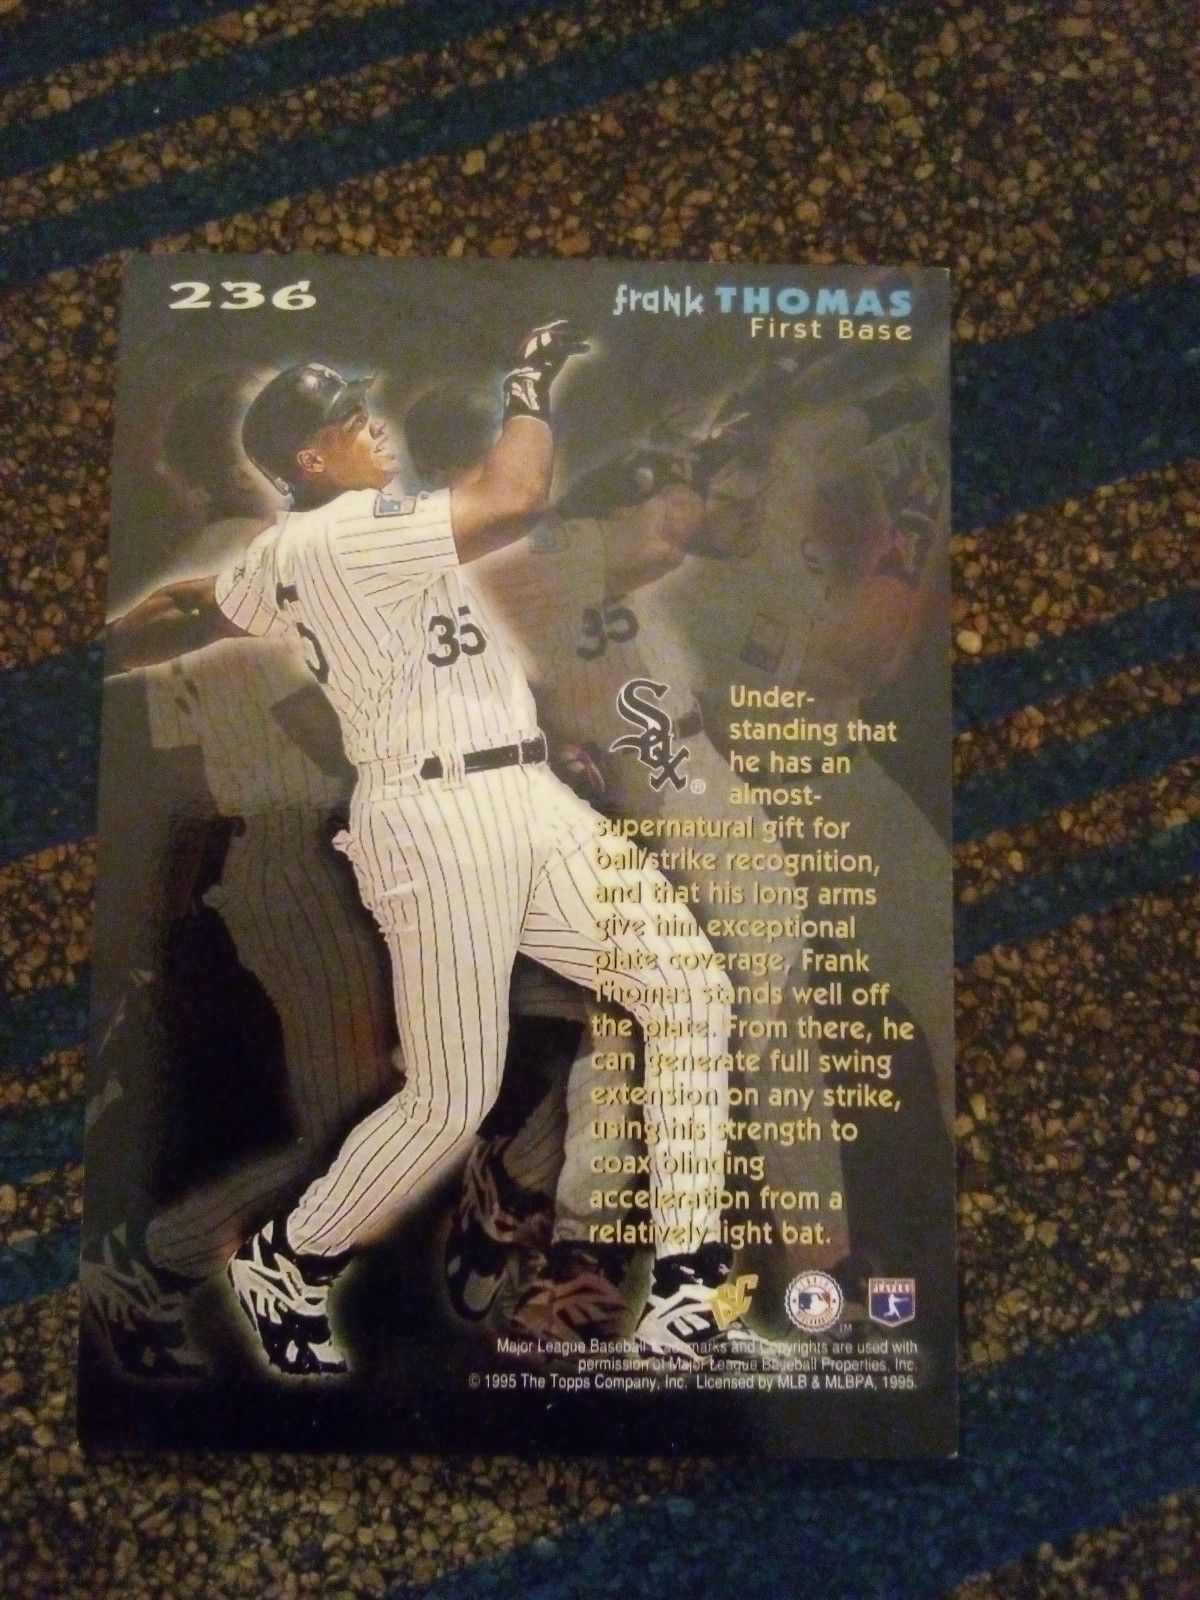 236
frank THOMAS
First Base
35
35
Sox ®
Under-
standing that
he has an
almost-
supernatural gift for
ball/strike recognition,
and that his long arms
give him exceptional
plate coverage, Frank
Thomas stands well off
the plate. From there, he
can generate full swing
extension on any strike,
using his strength to
coax blinding
acceleration from a
relatively light bat.
TSC
TM
PLAYERS
Major League Baseball trademarks and Copyrights are used with
permission of Major League Baseball Properties, Inc.
© 1995 The Topps Company, Inc. Licensed by MLB & MLBPA, 1995.